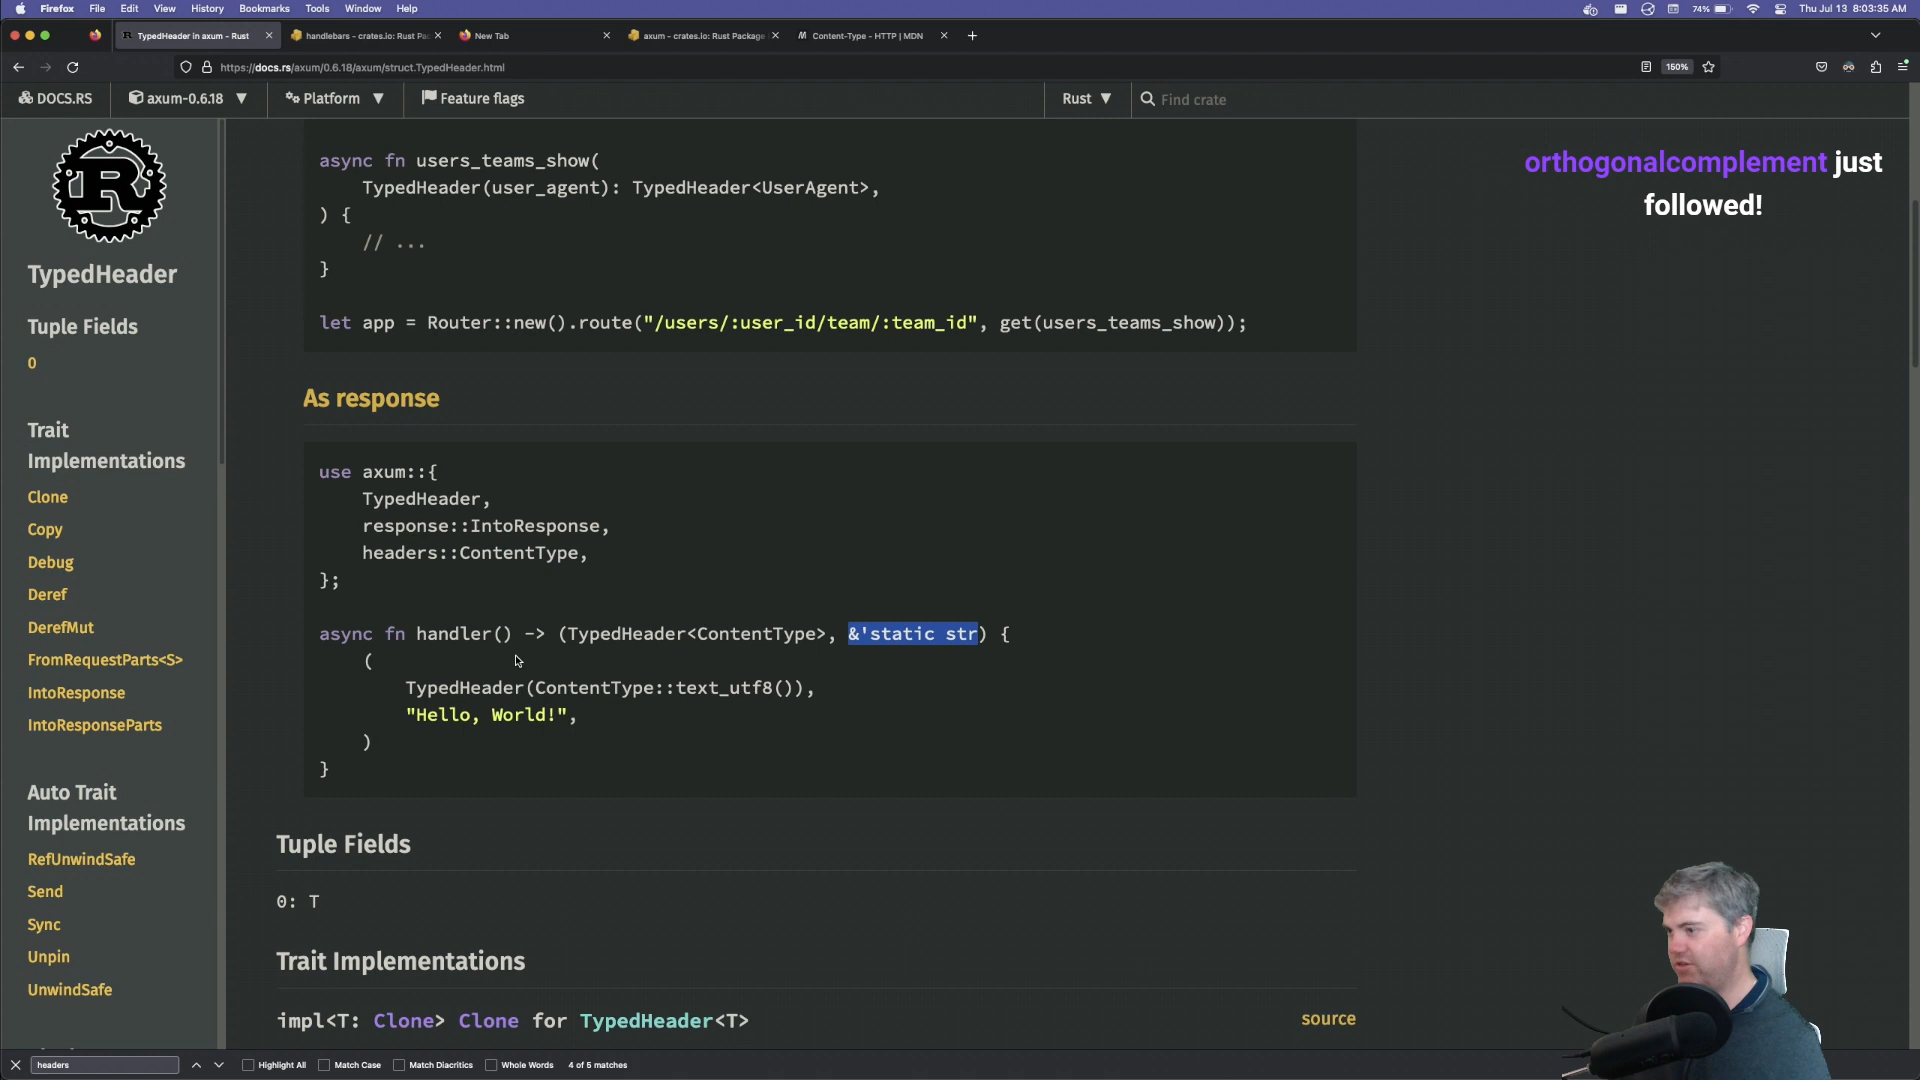 Firefox File Edit View History Bookmarks Tools Window Help 74% Thu Jul 13 8:03:35 AM
TypedHeader in axum - Rust handlebars - crates.io: Rust Pac New Tab axum - crates.io: Rust Package Content-Type - HTTP | MDN
https://docs.rs/axum/0.6.18/axum/struct.TypedHeader.html 150%
DOCS.RS axum-0.6.18 Platform Feature flags Rust Find crate
TypedHeader
Tuple Fields
0
Trait
Implementations
Clone
Copy
Debug
Deref
DerefMut
FromRequestParts<S>
IntoResponse
IntoResponseParts
Auto Trait
Implementations
RefUnwindSafe
Send
Sync
Unpin
UnwindSafe
async fn users_teams_show(
TypedHeader(user_agent): TypedHeader<UserAgent>,
) {
// ...
}
let app = Router::new().route("/users/:user_id/team/:team_id", get(users_teams_show));
As response
use axum::{
TypedHeader,
response::IntoResponse,
headers::ContentType,
};
async fn handler() -> (TypedHeader<ContentType>, &'static str) {
(
TypedHeader(ContentType::text_utf8()),
"Hello, World!",
)
}
Tuple Fields
0: T
Trait Implementations
impl<T: Clone> Clone for TypedHeader<T> source
orthogonalcomplement just
followed!
headers Highlight All Match Case Match Diacritics Whole Words 4 of 5 matches